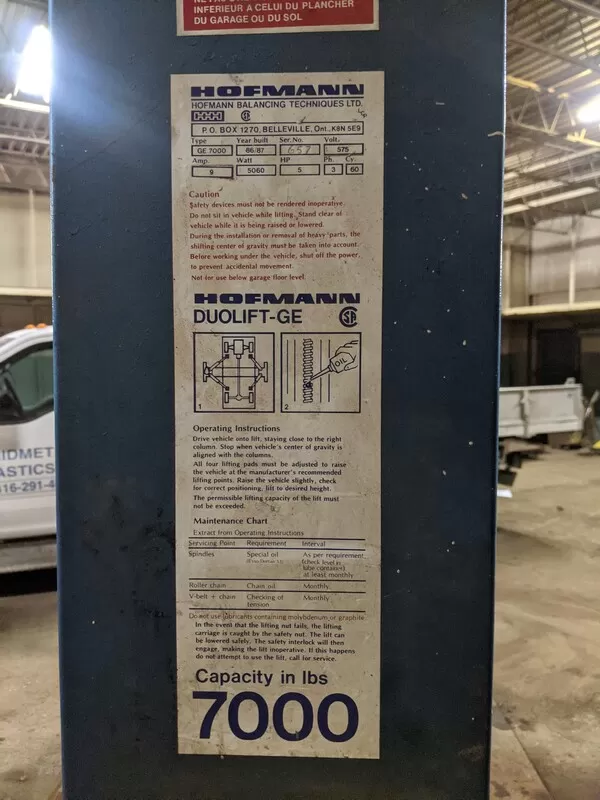 INFERIEUR A CELUI DU PLANCHER
DU GARAGE OU DU SOL
HOFMANN
HOFMANN BALANCING TECHNIQUES LTD.
P.O. BOX 1270, BELLEVILLE, Ont., K8N 5E9
Type Year built Ser. No. Volt.
GE 7000 86/87 657 575
Amp. Watt HP Ph. Cy.
9 5060 5 3 60
Caution
Safety devices must not be rendered inoperative.
Do not sit in vehicle while lifting. Stand clear of
vehicle while it is being raised or lowered.
During the installation or removal of heavy parts, the
shifting center of gravity must be taken into account.
Before working under the vehicle, shut off the power,
to prevent accidental movement.
Not for use below garage floor level.
HOFMANN
DUOLIFT-GE
OIL
1 2
Operating Instructions
Drive vehicle onto lift, staying close to the right
column. Stop when vehicle's center of gravity is
aligned with the columns.
All four lifting pads must be adjusted to raise
the vehicle at the manufacturer's recommended
lifting points. Raise the vehicle slightly, check
for correct positioning, lift to desired height.
The permissible lifting capacity of the lift must
not be exceeded.
Maintenance Chart
Extract from Operating Instructions
Servicing Point Requirement Interval
Spindles Special oil As per requirement
(check level in
lube container)
at least monthly
Roller chain Chain oil Monthly
V-belt + chain Checking of Monthly
tension
Do not use lubricants containing molybdenum or graphite
In the event that the lifting nut fails, the lifting
carriage is caught by the safety nut. The lift can
be lowered safely. The safety interlock will then
engage, making the lift inoperative. If this happens
do not attempt to use the lift, call for service.
Capacity in lbs
7000
IDMET
ASTICS
416-291-4